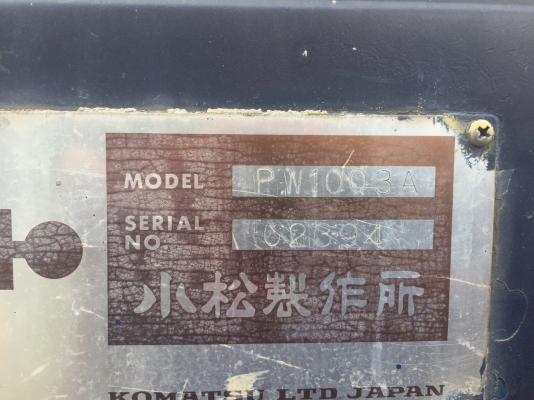 MODEL PW1003A
SERIAL
NO
小松製作所
KOMATSU LTD. JAPAN